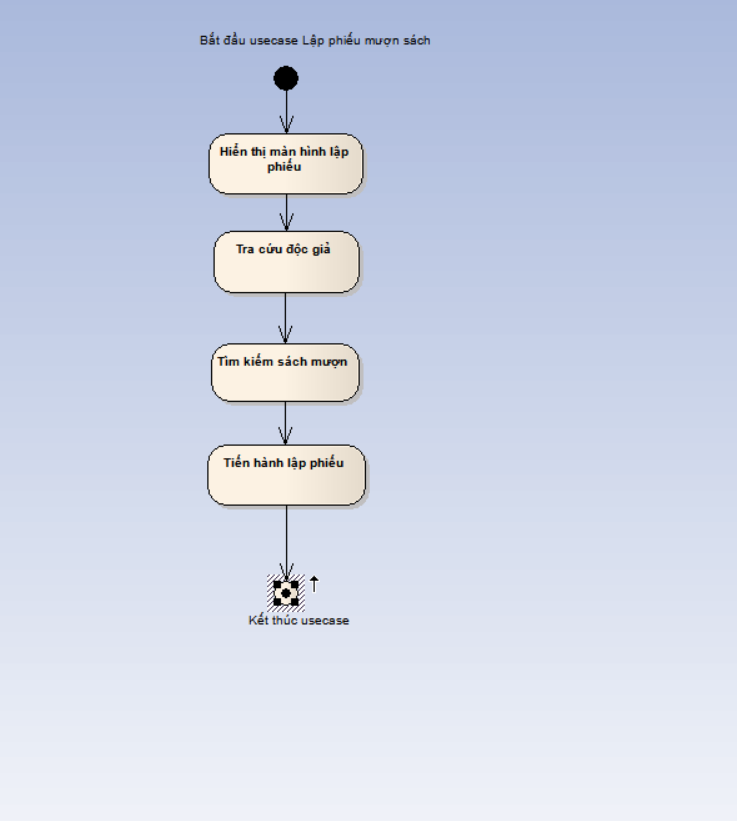 Bắt đầu usecase Lập phiếu mượn sách
Hiển thị màn hình lập
phiếu
Tra cứu độc giả
Tìm kiếm sách mượn
Tiến hành lập phiếu
Kết thúc usecase